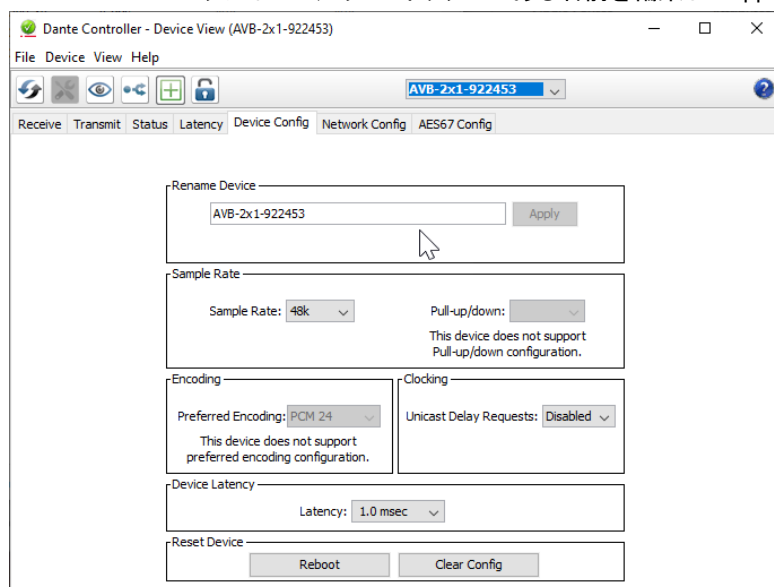 Dante Controller - Device View (AVB-2x1-922453)
File Device View Help
AVB-2x1-922453
Receive Transmit Status Latency Device Config Network Config AES67 Config
Rename Device
AVB-2x1-922453 Apply
Sample Rate
Sample Rate: 48k Pull-up/down:
This device does not support
Pull-up/down configuration.
Encoding Clocking
Preferred Encoding: PCM 24 Unicast Delay Requests: Disabled
This device does not support
preferred encoding configuration.
Device Latency
Latency: 1.0 msec
Reset Device
Reboot Clear Config